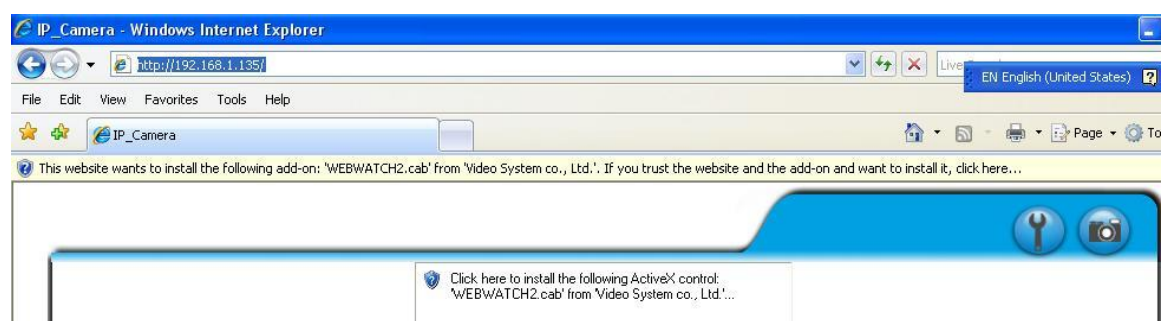 IP_Camera - Windows Internet Explorer
http://192.168.1.135/
Live
EN English (United States)
File Edit View Favorites Tools Help
IP_Camera
Page
To
This website wants to install the following add-on: 'WEBWATCH2.cab' from 'Video System co., Ltd.'. If you trust the website and the add-on and want to install it, click here...
Click here to install the following ActiveX control:
'WEBWATCH2.cab' from 'Video System co., Ltd.'...